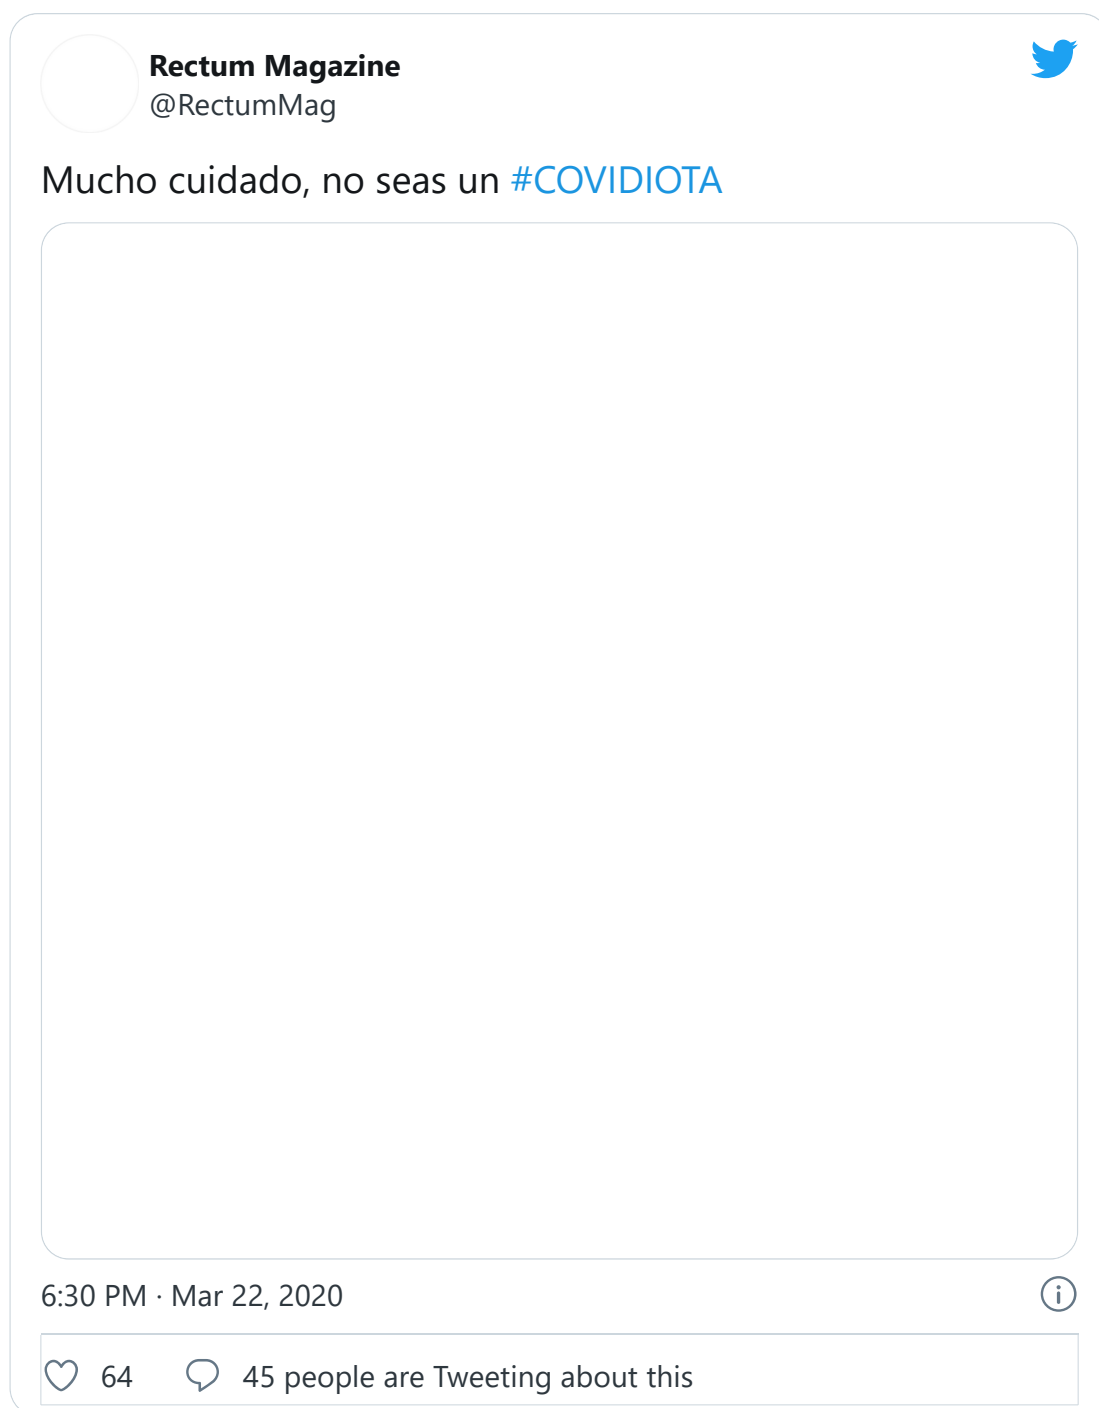 Rectum Magazine
@RectumMag
Mucho cuidado, no seas un #COVIDIOTA
6:30 PM · Mar 22, 2020
64 45 people are Tweeting about this